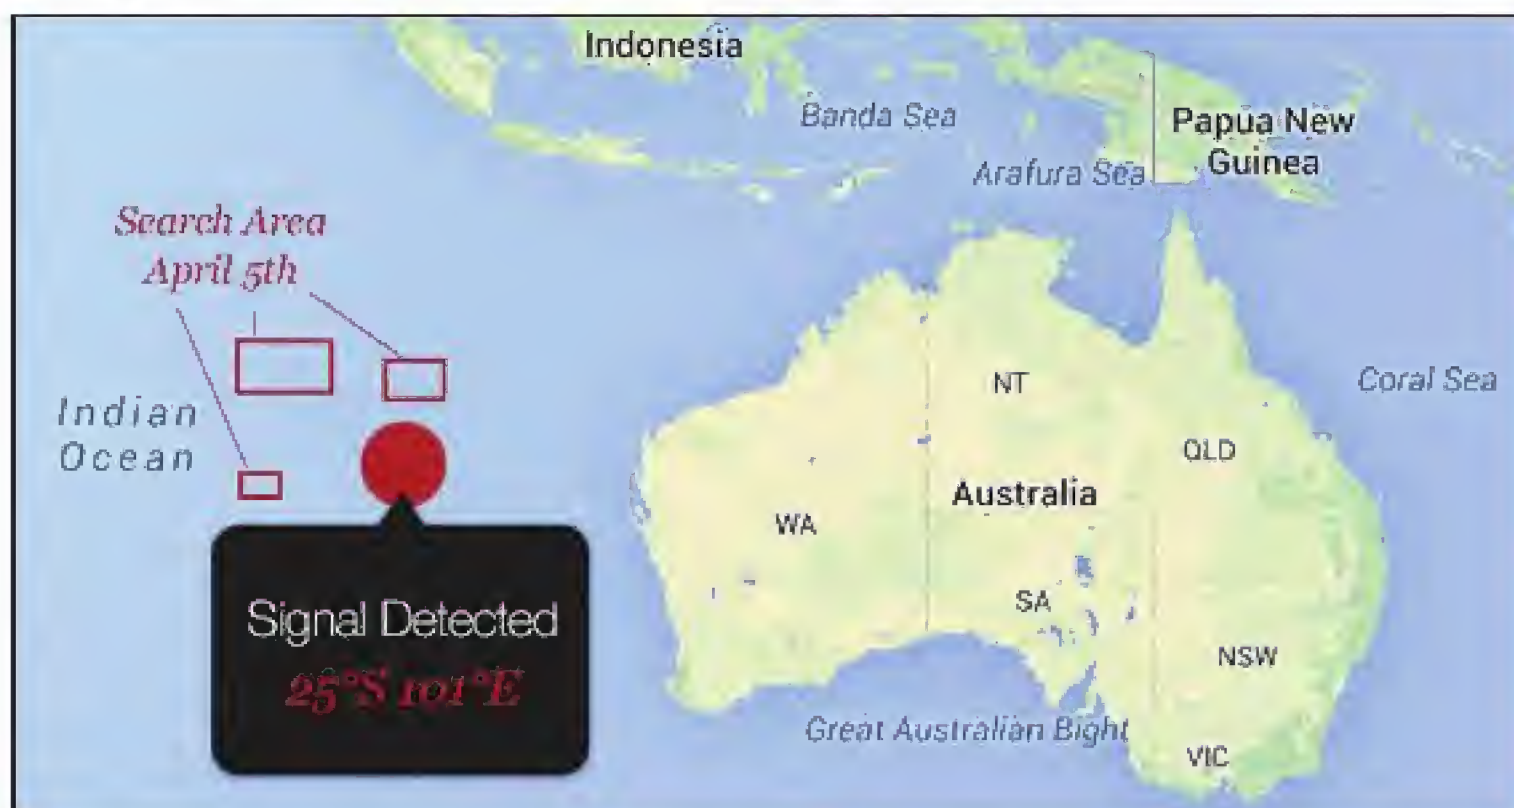 Indonesia
Banda Sea
Papua New
Guinea
Arafura Sea
Search Area
April 5th
Indian
Ocean
NT
Coral Sea
QLD
Australia
WA
SA
Signal Detected
25°S 101°E
NSW
Great Australian Bight
VIC